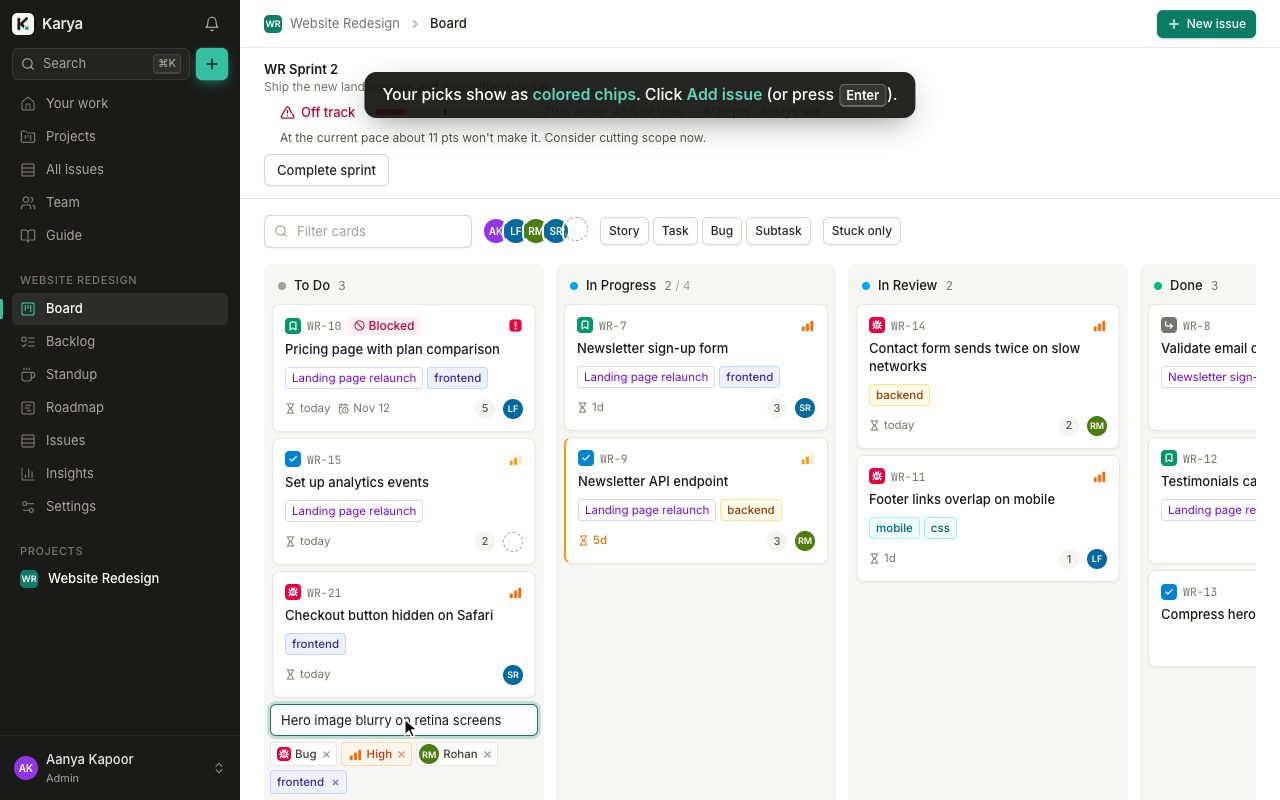 Karya
Search
⌘K
Your work
Projects
All issues
Team
Guide
WEBSITE REDESIGN
Board
Backlog
Standup
Roadmap
Issues
Insights
Settings
PROJECTS
WR Website Redesign
AK
Aanya Kapoor
Admin
WR Website Redesign > Board
+ New issue
WR Sprint 2
Ship the new
Your picks show as colored chips. Click Add issue (or press Enter).
Off track
At the current pace about 11 pts won't make it. Consider cutting scope now.
Complete sprint
Filter cards
AK LF RM SR
Story
Task
Bug
Subtask
Stuck only
To Do 3
WR-10 Blocked
Pricing page with plan comparison
Landing page relaunch frontend
today Nov 12 5 LF
WR-15
Set up analytics events
Landing page relaunch
today 2
WR-21
Checkout button hidden on Safari
frontend
today SR
Hero image blurry on retina screens
Bug × High × RM Rohan ×
frontend ×
In Progress 2 / 4
WR-7
Newsletter sign-up form
Landing page relaunch frontend
1d 3 SR
WR-9
Newsletter API endpoint
Landing page relaunch backend
5d 3 RM
In Review 2
WR-14
Contact form sends twice on slow
networks
backend
today 2 RM
WR-11
Footer links overlap on mobile
mobile css
1d 1 LF
Done 3
WR-8
Validate email
Newsletter sign-
WR-12
Testimonials ca
Landing page re
WR-13
Compress hero